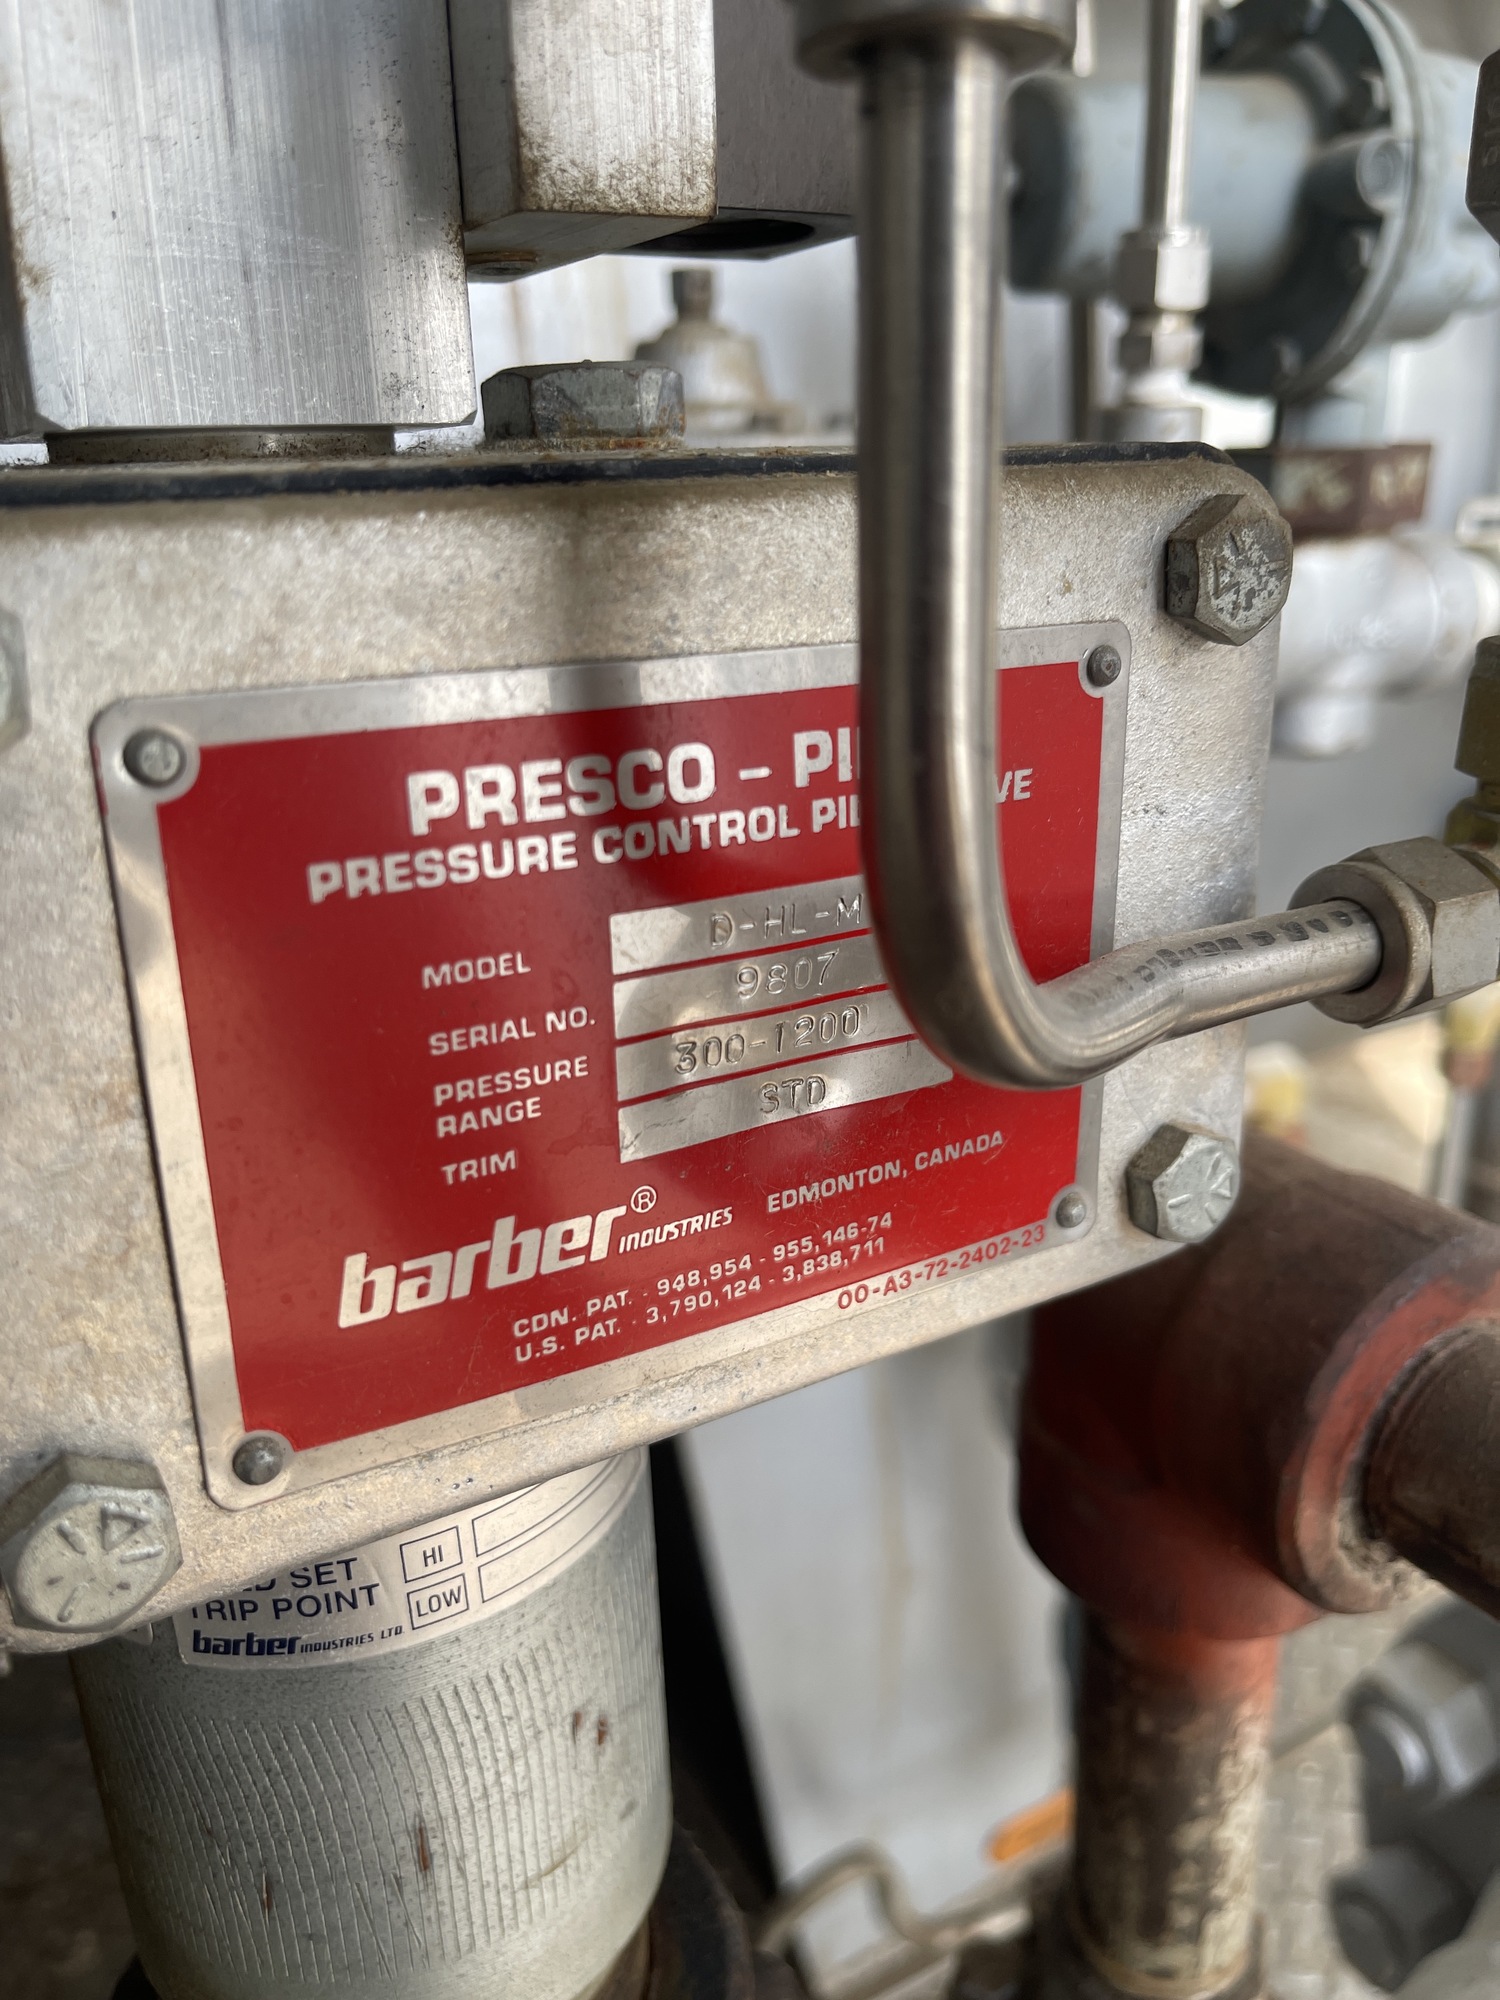 PRESCO - PI
PRESSURE CONTROL PIL VE
MODEL D-HL-M
SERIAL NO. 9807
PRESSURE RANGE 300-1200
TRIM STD
barber® INDUSTRIES EDMONTON, CANADA
CDN. PAT. - 948,954 - 955,146-74
U.S. PAT. - 3,790,124 - 3,838,711
00-A3-72-2402-23
SET HI
TRIP POINT LOW
barber INDUSTRIES LTD.